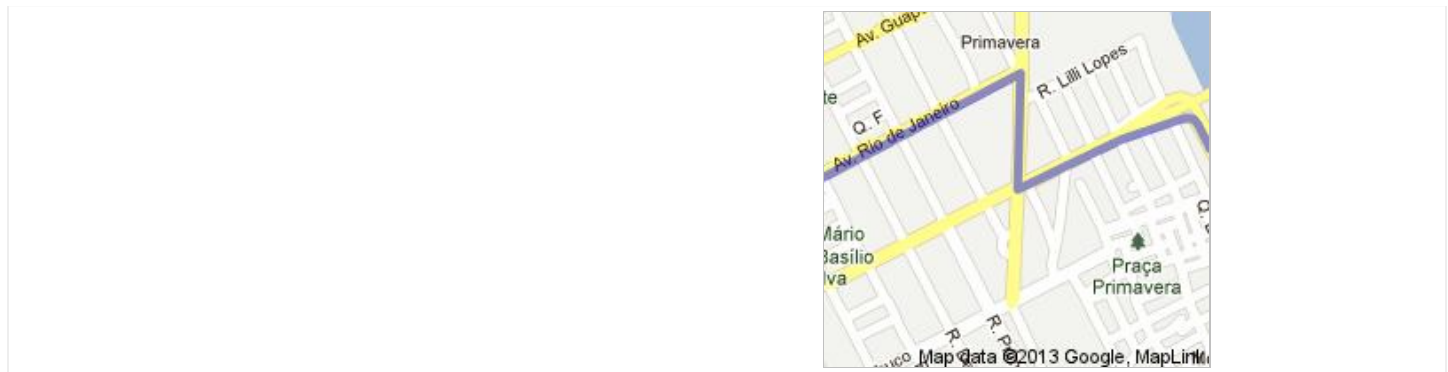 Av. Guap
Primavera
R. Lilli Lopes
te
Q. F
Av. Rio de Janeiro
Mário
Basílio
lva
Q.
Praça
Primavera
R. P
R.
uco
Map data ©2013 Google, MapLink